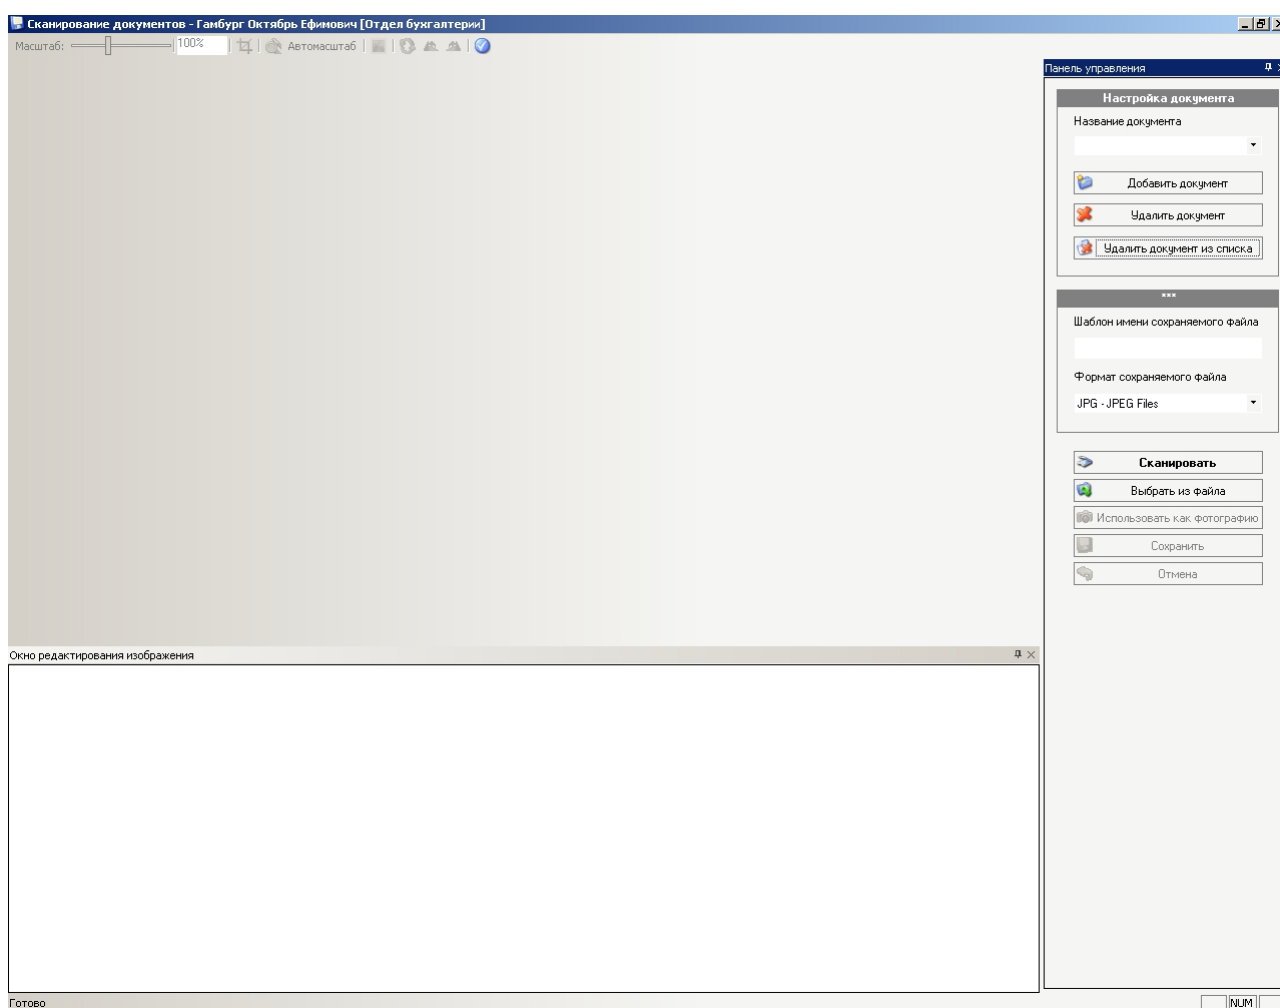 Сканирование документов - Гамбург Октябрь Ефимович [Отдел бухгалтерии]
Масштаб: 100% Автомасштаб
Панель управления
Настройка документа
Название документа
Добавить документ
Удалить документ
Удалить документ из списка
***
Шаблон имени сохраняемого файла
Формат сохраняемого файла
JPG - JPEG Files
Сканировать
Выбрать из файла
Использовать как фотографию
Сохранить
Отмена
Окно редактирования изображения
Готово
NUM